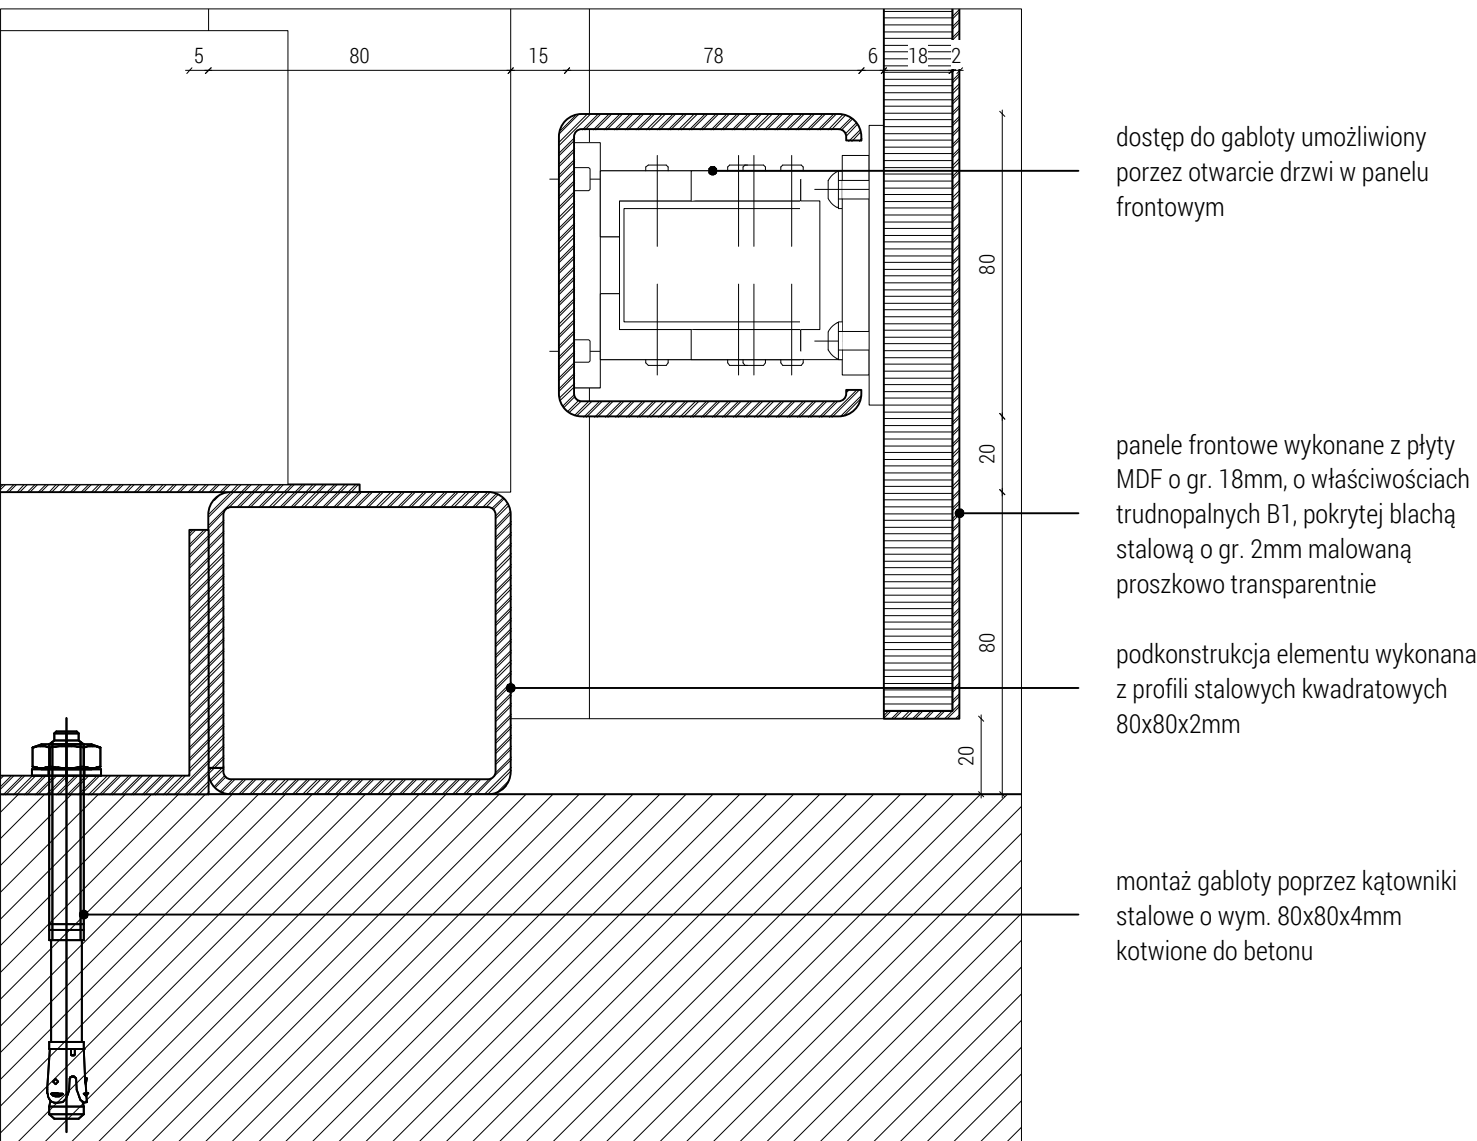 5 80 15 78 6 18 2
dostęp do gabloty umożliwiony
porzez otwarcie drzwi w panelu
frontowym
80
20
panele frontowe wykonane z płyty
MDF o gr. 18mm, o właściwościach
trudnopalnych B1, pokrytej blachą
stalową o gr. 2mm malowaną
proszkowo transparentnie
80
podkonstrukcja elementu wykonana
z profili stalowych kwadratowych
80x80x2mm
20
montaż gabloty poprzez kątowniki
stalowe o wym. 80x80x4mm
kotwione do betonu